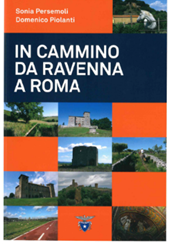 Sonia Persemoli
Domenico Piolanti
IN CAMMINO
DA RAVENNA
A ROMA